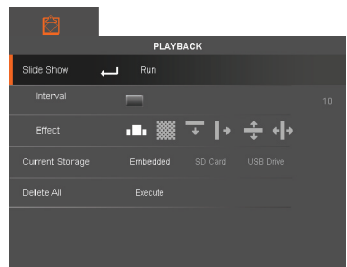 PLAYBACK
Slide Show Run
Interval 10
Effect
Current Storage Embedded SD Card USB Drive
Delete All Execute